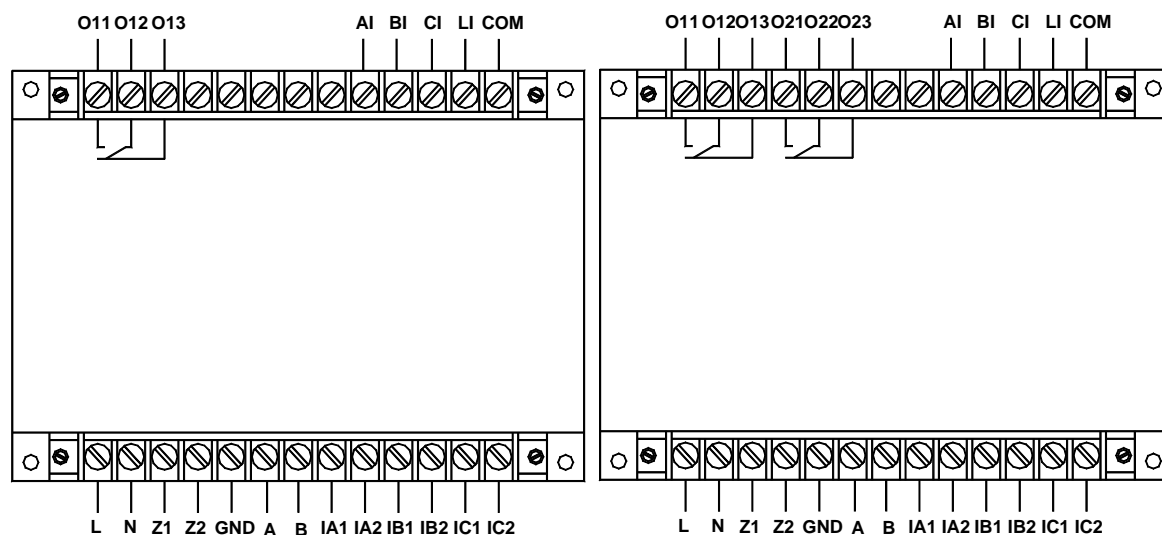 O11 O12 O13 AI BI CI LI COM
L N Z1 Z2 GND A B IA1 IA2 IB1 IB2 IC1 IC2
O11 O12 O13 O21 O22 O23 AI BI CI LI COM
L N Z1 Z2 GND A B IA1 IA2 IB1 IB2 IC1 IC2